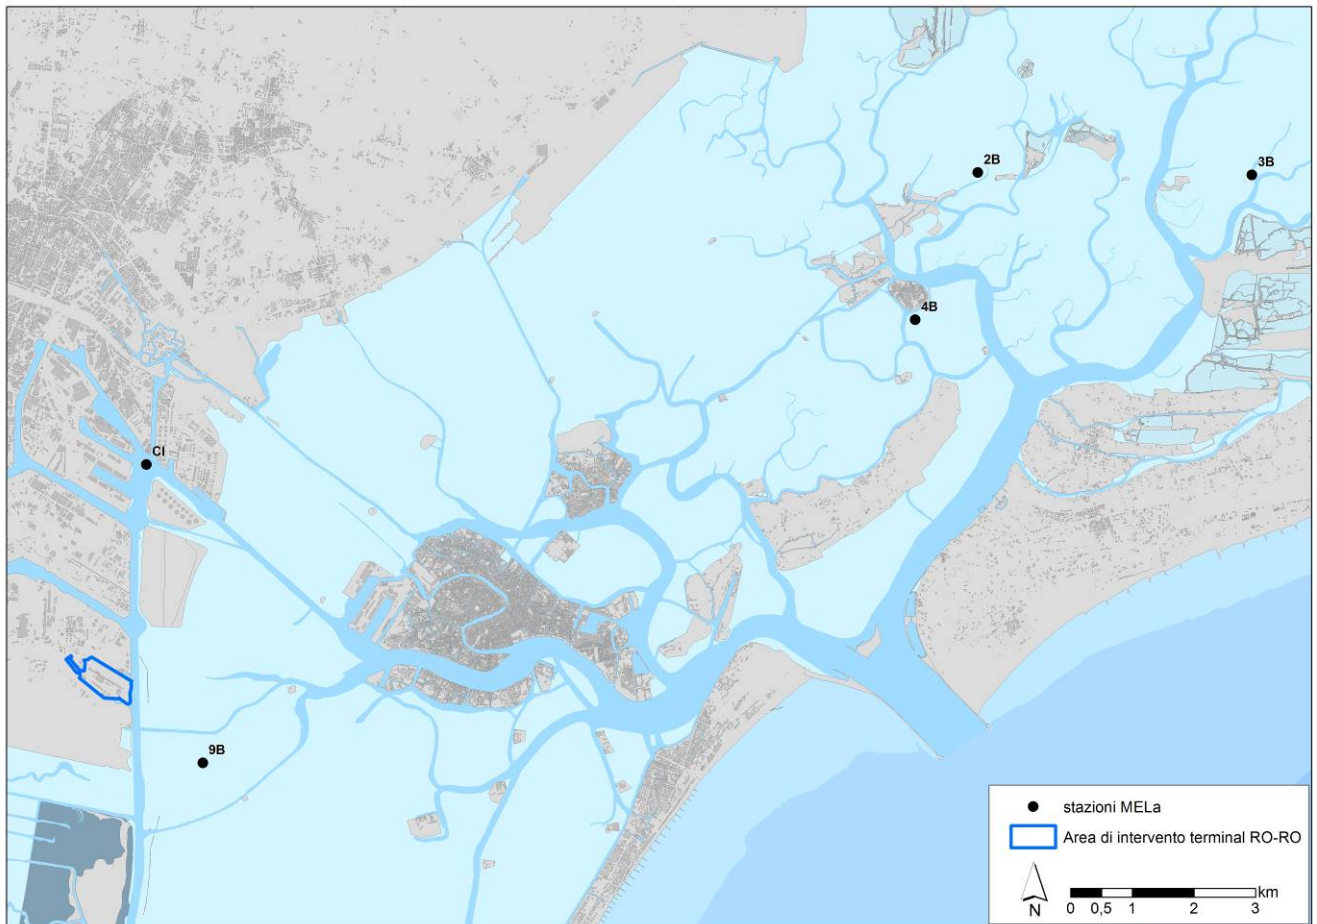 2B
3B
4B
CI
9B
stazioni MELa
Area di intervento terminal RO-RO
N
km
0 0,5 1 2 3